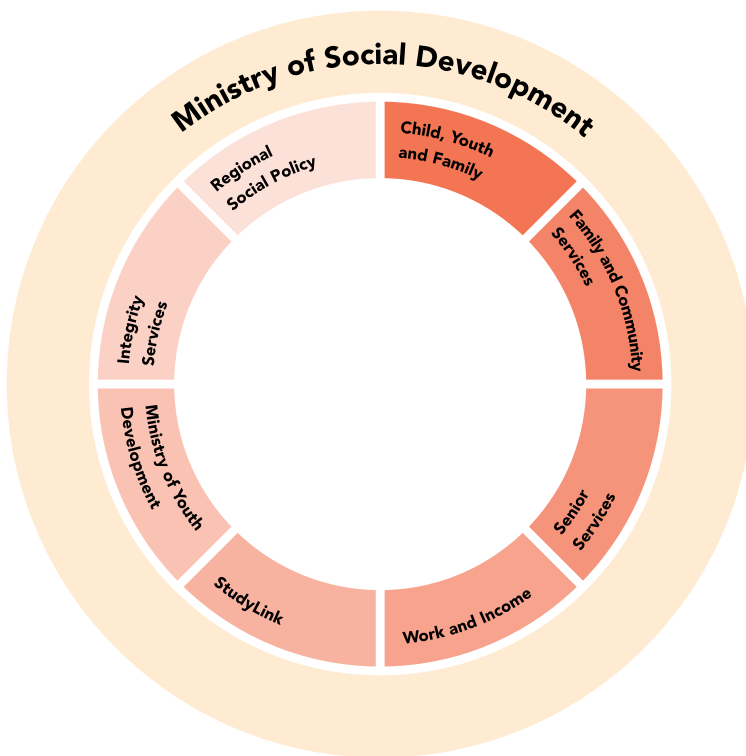 Ministry of Social Development
Child, Youth
and Family
Family and Community
Services
Senior
Services
Work and Income
StudyLink
Ministry of Youth
Development
Integrity
Services
Regional
Social Policy